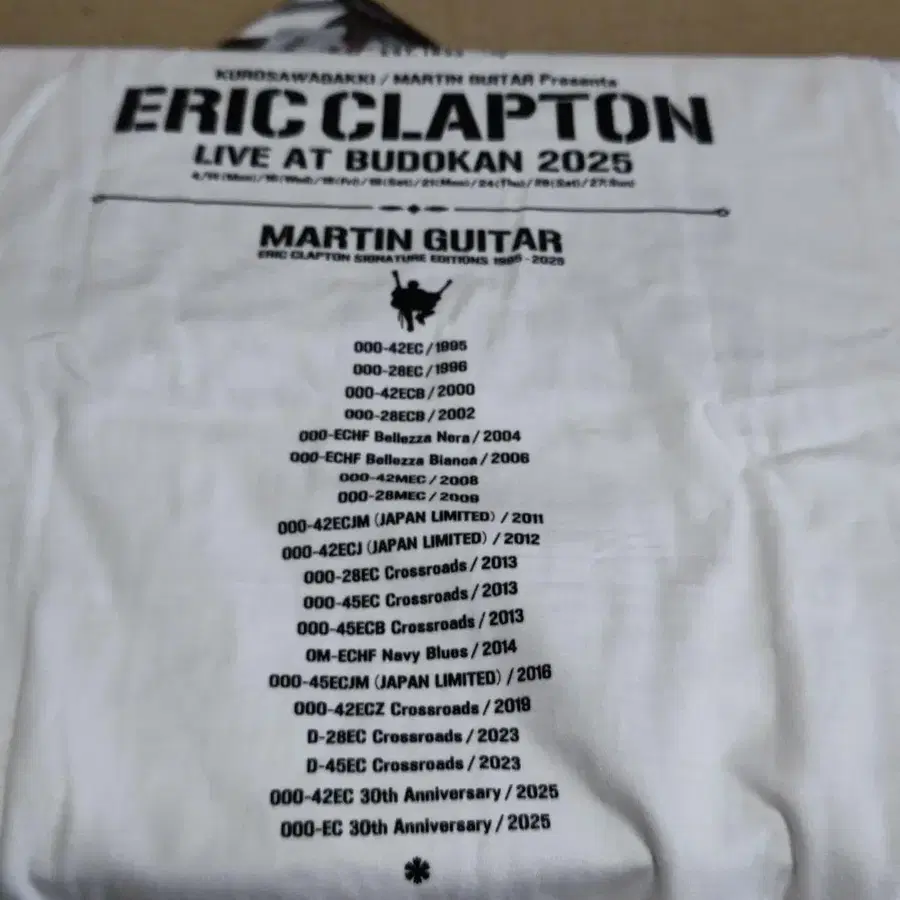 KUROSAWAGAKKI / MARTIN GUITAR Presents
ERIC CLAPTON
LIVE AT BUDOKAN 2025
MARTIN GUITAR
ERIC CLAPTON SIGNATURE EDITIONS 1995-2025
000-42EC / 1995
000-28EC / 1996
000-42ECB / 2000
000-28ECB / 2002
000-ECHF Bellezza Nera / 2004
000-ECHF Bellezza Bianca / 2006
000-42MEC / 2008
000-28MEC / 2009
000-42ECJM (JAPAN LIMITED) / 2011
000-42ECJ (JAPAN LIMITED) / 2012
000-28EC Crossroads / 2013
000-45EC Crossroads / 2013
000-45ECB Crossroads / 2013
OM-ECHF Navy Blues / 2014
000-45ECJM (JAPAN LIMITED) / 2016
000-42ECZ Crossroads / 2019
D-28EC Crossroads / 2023
D-45EC Crossroads / 2023
000-42EC 30th Anniversary / 2025
000-EC 30th Anniversary / 2025